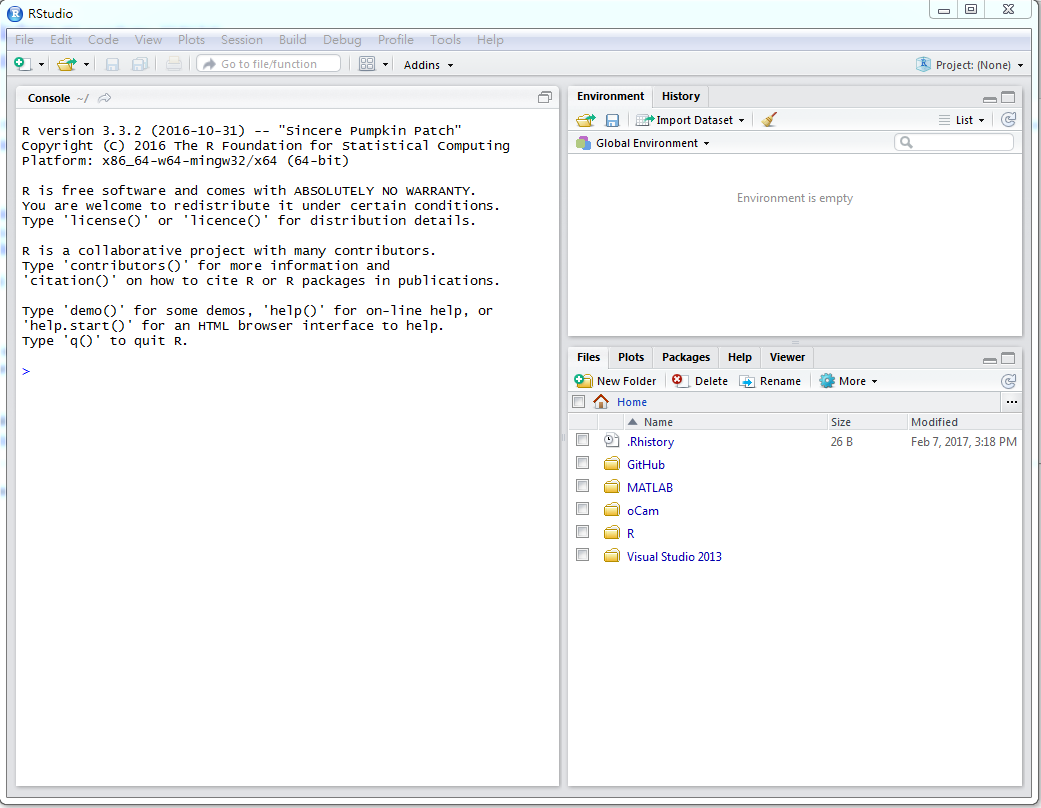 RStudio
File Edit Code View Plots Session Build Debug Profile Tools Help
Go to file/function Addins Project: (None)
Console ~/
R version 3.3.2 (2016-10-31) -- "Sincere Pumpkin Patch"
Copyright (C) 2016 The R Foundation for Statistical Computing
Platform: x86_64-w64-mingw32/x64 (64-bit)
R is free software and comes with ABSOLUTELY NO WARRANTY.
You are welcome to redistribute it under certain conditions.
Type 'license()' or 'licence()' for distribution details.
R is a collaborative project with many contributors.
Type 'contributors()' for more information and
'citation()' on how to cite R or R packages in publications.
Type 'demo()' for some demos, 'help()' for on-line help, or
'help.start()' for an HTML browser interface to help.
Type 'q()' to quit R.
>
Environment History
Import Dataset List
Global Environment
Environment is empty
Files Plots Packages Help Viewer
New Folder Delete Rename More
Home ...
Name Size Modified
.Rhistory 26 B Feb 7, 2017, 3:18 PM
GitHub
MATLAB
oCam
R
Visual Studio 2013